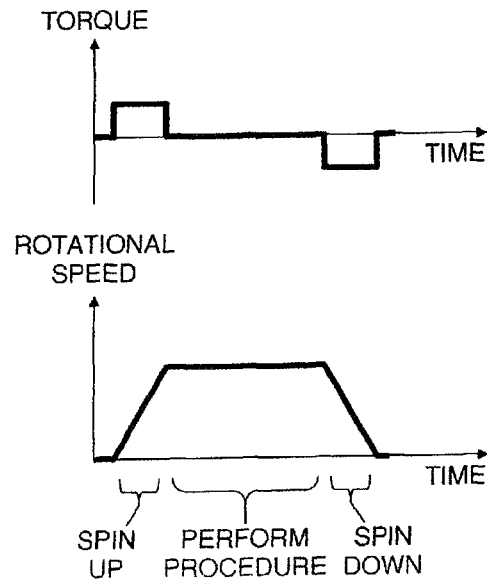 TORQUE
TIME
ROTATIONAL
SPEED
TIME
SPIN
UP
PERFORM
PROCEDURE
SPIN
DOWN